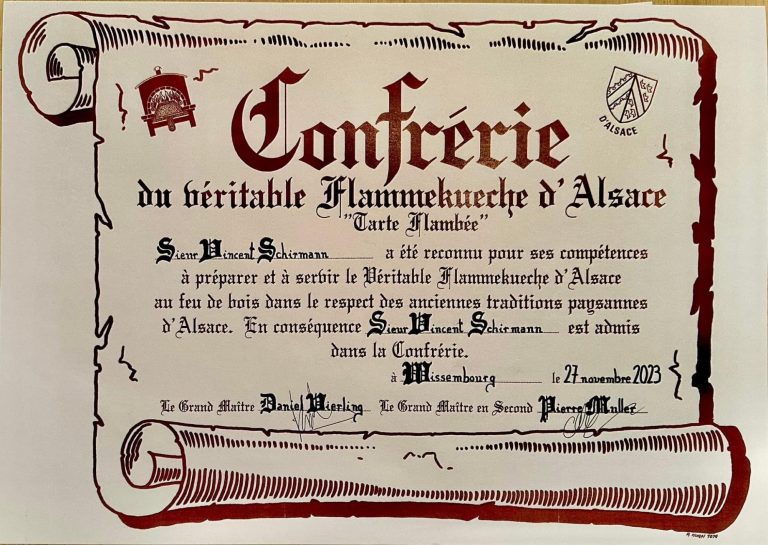 Confrérie
D'ALSACE
du véritable Flammekueche d'Alsace
"Tarte Flambée"
Sieur Vincent Schirmann a été reconnu pour ses compétences
à préparer et à servir le Véritable Flammekueche d'Alsace
au feu de bois dans le respect des anciennes traditions paysannes
d'Alsace. En conséquence Sieur Vincent Schirmann est admis
dans la Confrérie.
à Wissembourg le 27 novembre 2023
Le Grand Maître Daniel Vierling Le Grand Maître en Second Pierre Muller